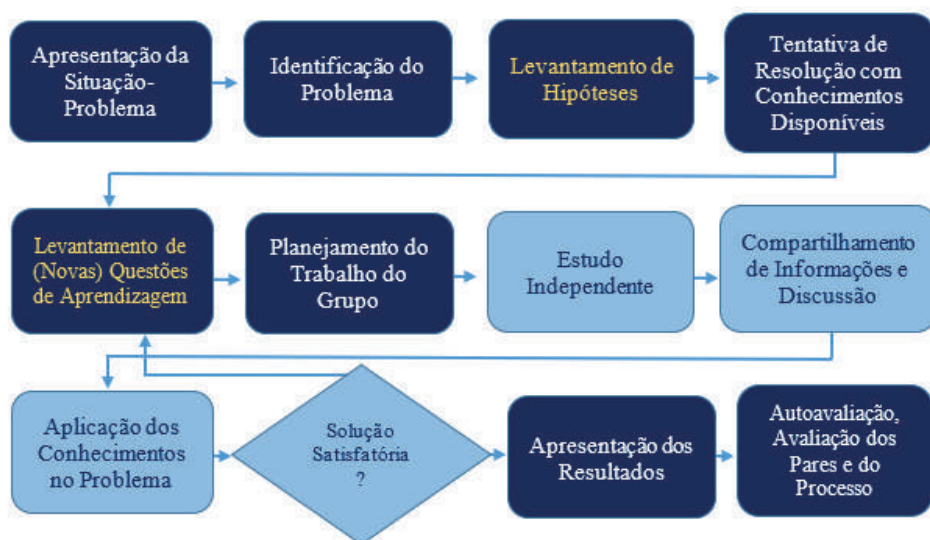 Apresentação da
Situação-
Problema
Identificação do
Problema
Levantamento de
Hipóteses
Tentativa de
Resolução com
Conhecimentos
Disponíveis
Levantamento de
(Novas) Questões
de Aprendizagem
Planejamento do
Trabalho do
Grupo
Estudo
Independente
Compartilhamento
de Informações e
Discussão
Aplicação dos
Conhecimentos
no Problema
Solução
Satisfatória
?
Apresentação dos
Resultados
Autoavaliação,
Avaliação dos
Pares e do
Processo